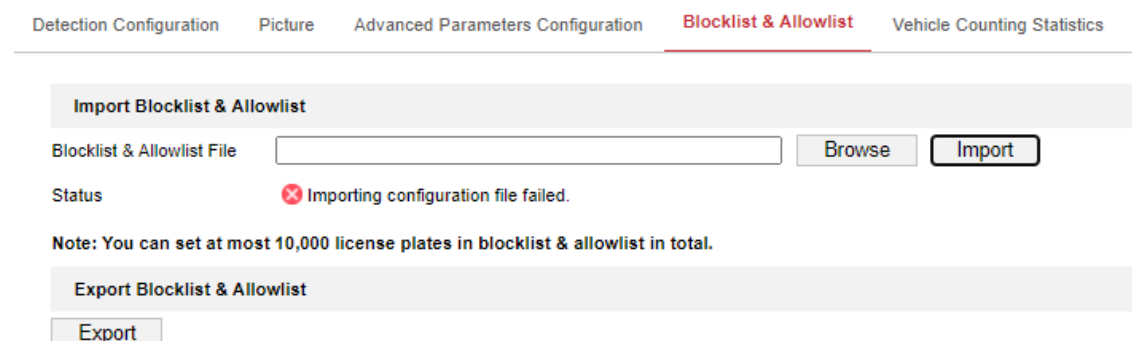 Detection Configuration Picture Advanced Parameters Configuration Blocklist & Allowlist Vehicle Counting Statistics
Import Blocklist & Allowlist
Blocklist & Allowlist File Browse Import
Status Importing configuration file failed.
Note: You can set at most 10,000 license plates in blocklist & allowlist in total.
Export Blocklist & Allowlist
Export